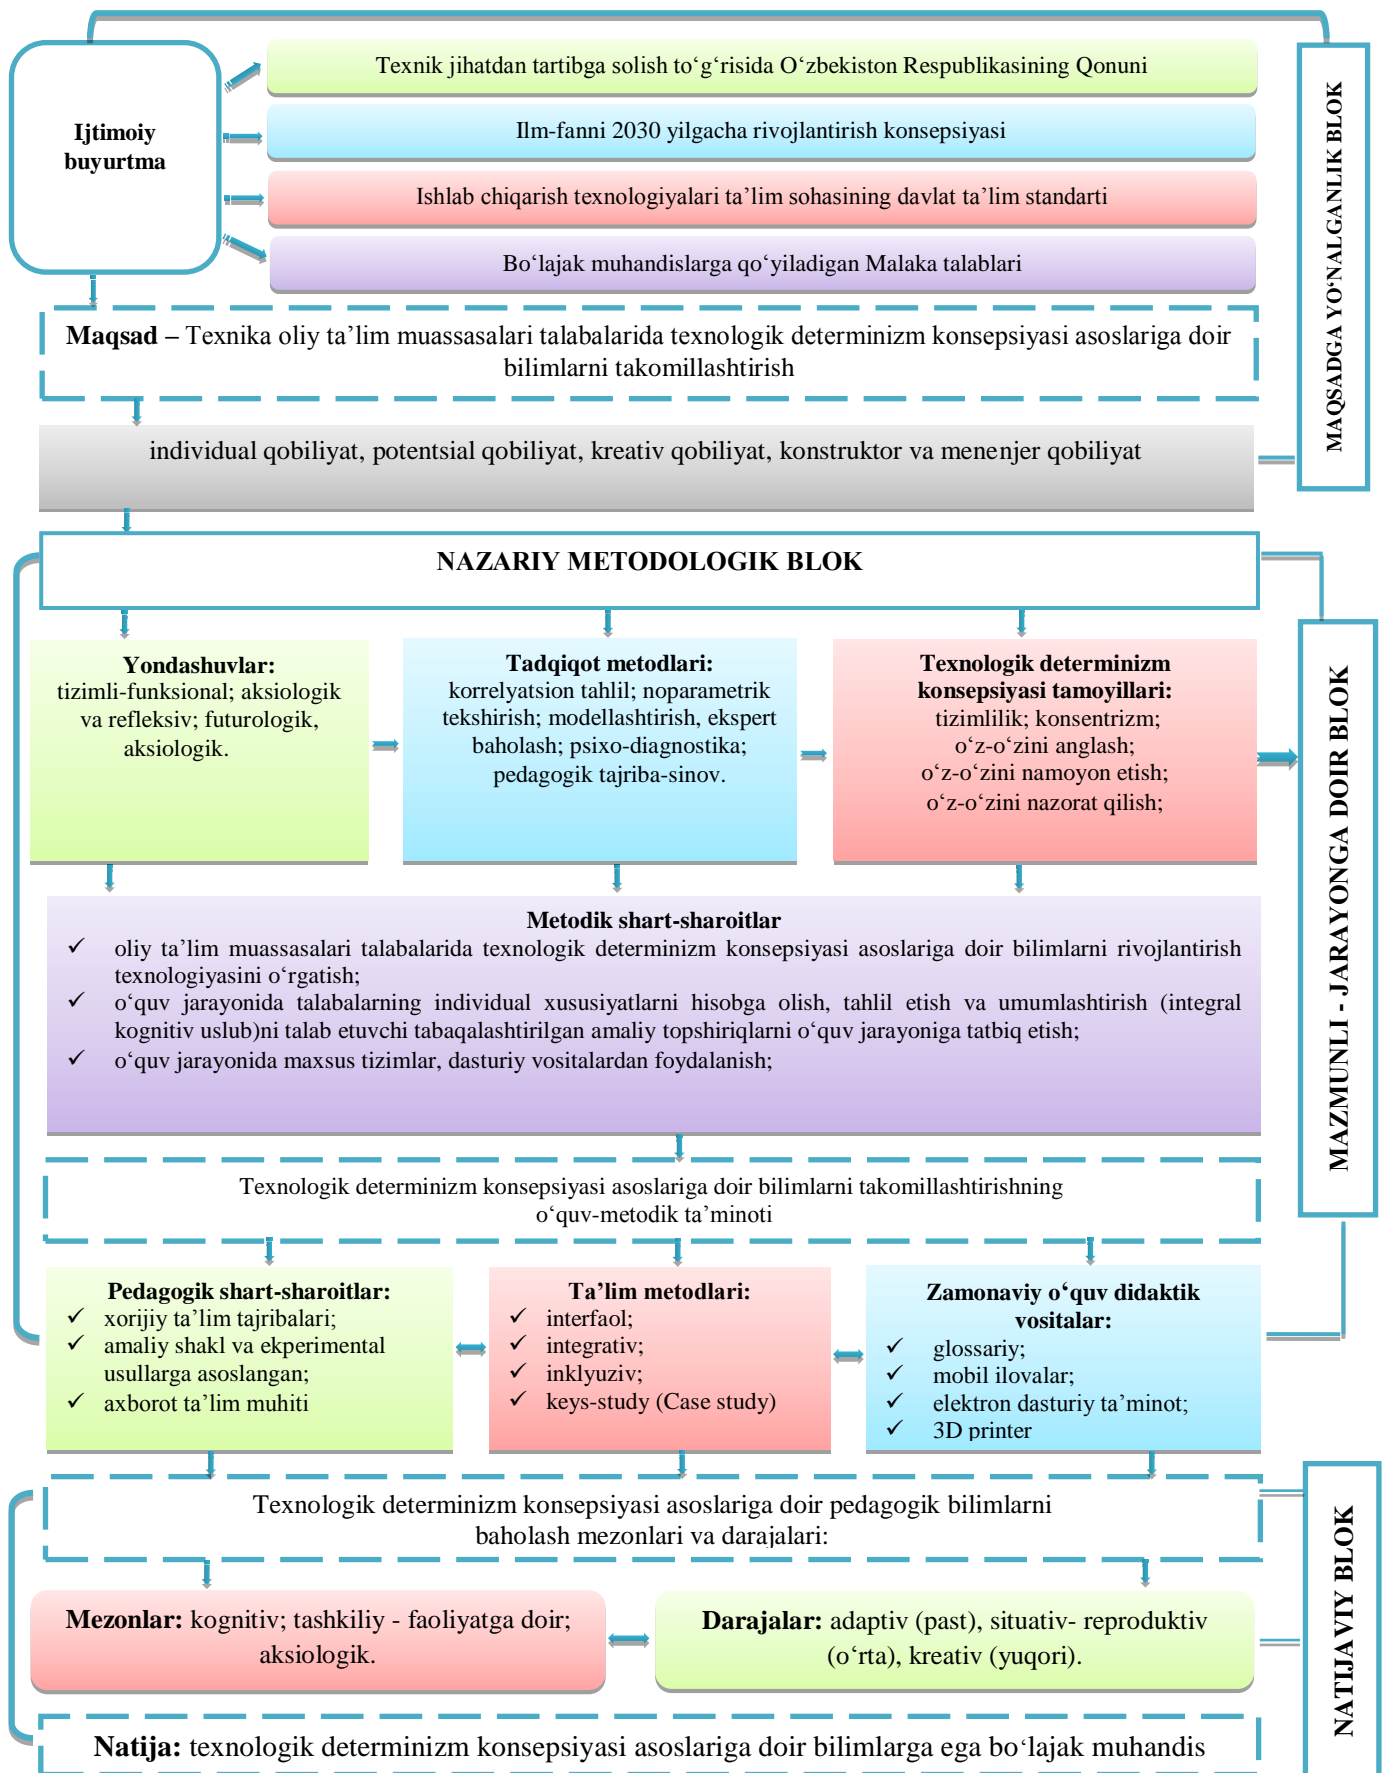 Ijtimoiy
buyurtma
Texnik jihatdan tartibga solish to‘g‘risida O‘zbekiston Respublikasining Qonuni
Ilm-fanni 2030 yilgacha rivojlantirish konsepsiyasi
Ishlab chiqarish texnologiyalari ta’lim sohasining davlat ta’lim standarti
Bo‘lajak muhandislarga qo‘yiladigan Malaka talablari
MAQSADGA YO‘NALGANLIK BLOK
Maqsad – Texnika oliy ta’lim muassasalari talabalarida texnologik determinizm konsepsiyasi asoslariga doir
bilimlarni takomillashtirish
individual qobiliyat, potentsial qobiliyat, kreativ qobiliyat, konstruktor va menenjer qobiliyat
NAZARIY METODOLOGIK BLOK
Yondashuvlar:
tizimli-funksional; aksiologik
va refleksiv; futurologik,
aksiologik.
Tadqiqot metodlari:
korrelyatsion tahlil; noparametrik
tekshirish; modellashtirish, ekspert
baholash; psixo-diagnostika;
pedagogik tajriba-sinov.
Texnologik determinizm
konsepsiyasi tamoyillari:
tizimlilik; konsentrizm;
o‘z-o‘zini anglash;
o‘z-o‘zini namoyon etish;
o‘z-o‘zini nazorat qilish;
MAZMUNLI - JARAYONGA DOIR BLOK
Metodik shart-sharoitlar
✓ oliy ta’lim muassasalari talabalarida texnologik determinizm konsepsiyasi asoslariga doir bilimlarni rivojlantirish
texnologiyasini o‘rgatish;
✓ o‘quv jarayonida talabalarning individual xususiyatlarni hisobga olish, tahlil etish va umumlashtirish (integral
kognitiv uslub)ni talab etuvchi tabaqalashtirilgan amaliy topshiriqlarni o‘quv jarayoniga tatbiq etish;
✓ o‘quv jarayonida maxsus tizimlar, dasturiy vositalardan foydalanish;
Texnologik determinizm konsepsiyasi asoslariga doir bilimlarni takomillashtirishning
o‘quv-metodik ta’minoti
Pedagogik shart-sharoitlar:
✓ xorijiy ta’lim tajribalari;
✓ amaliy shakl va ekperimental
usullarga asoslangan;
✓ axborot ta’lim muhiti
Ta’lim metodlari:
✓ interfaol;
✓ integrativ;
✓ inklyuziv;
✓ keys-study (Case study)
Zamonaviy o‘quv didaktik
vositalar:
✓ glossariy;
✓ mobil ilovalar;
✓ elektron dasturiy ta’minot;
✓ 3D printer
Texnologik determinizm konsepsiyasi asoslariga doir pedagogik bilimlarni
baholash mezonlari va darajalari:
Mezonlar: kognitiv; tashkiliy - faoliyatga doir;
aksiologik.
Darajalar: adaptiv (past), situativ- reproduktiv
(o‘rta), kreativ (yuqori).
NATIJAVIY BLOK
Natija: texnologik determinizm konsepsiyasi asoslariga doir bilimlarga ega bo‘lajak muhandis